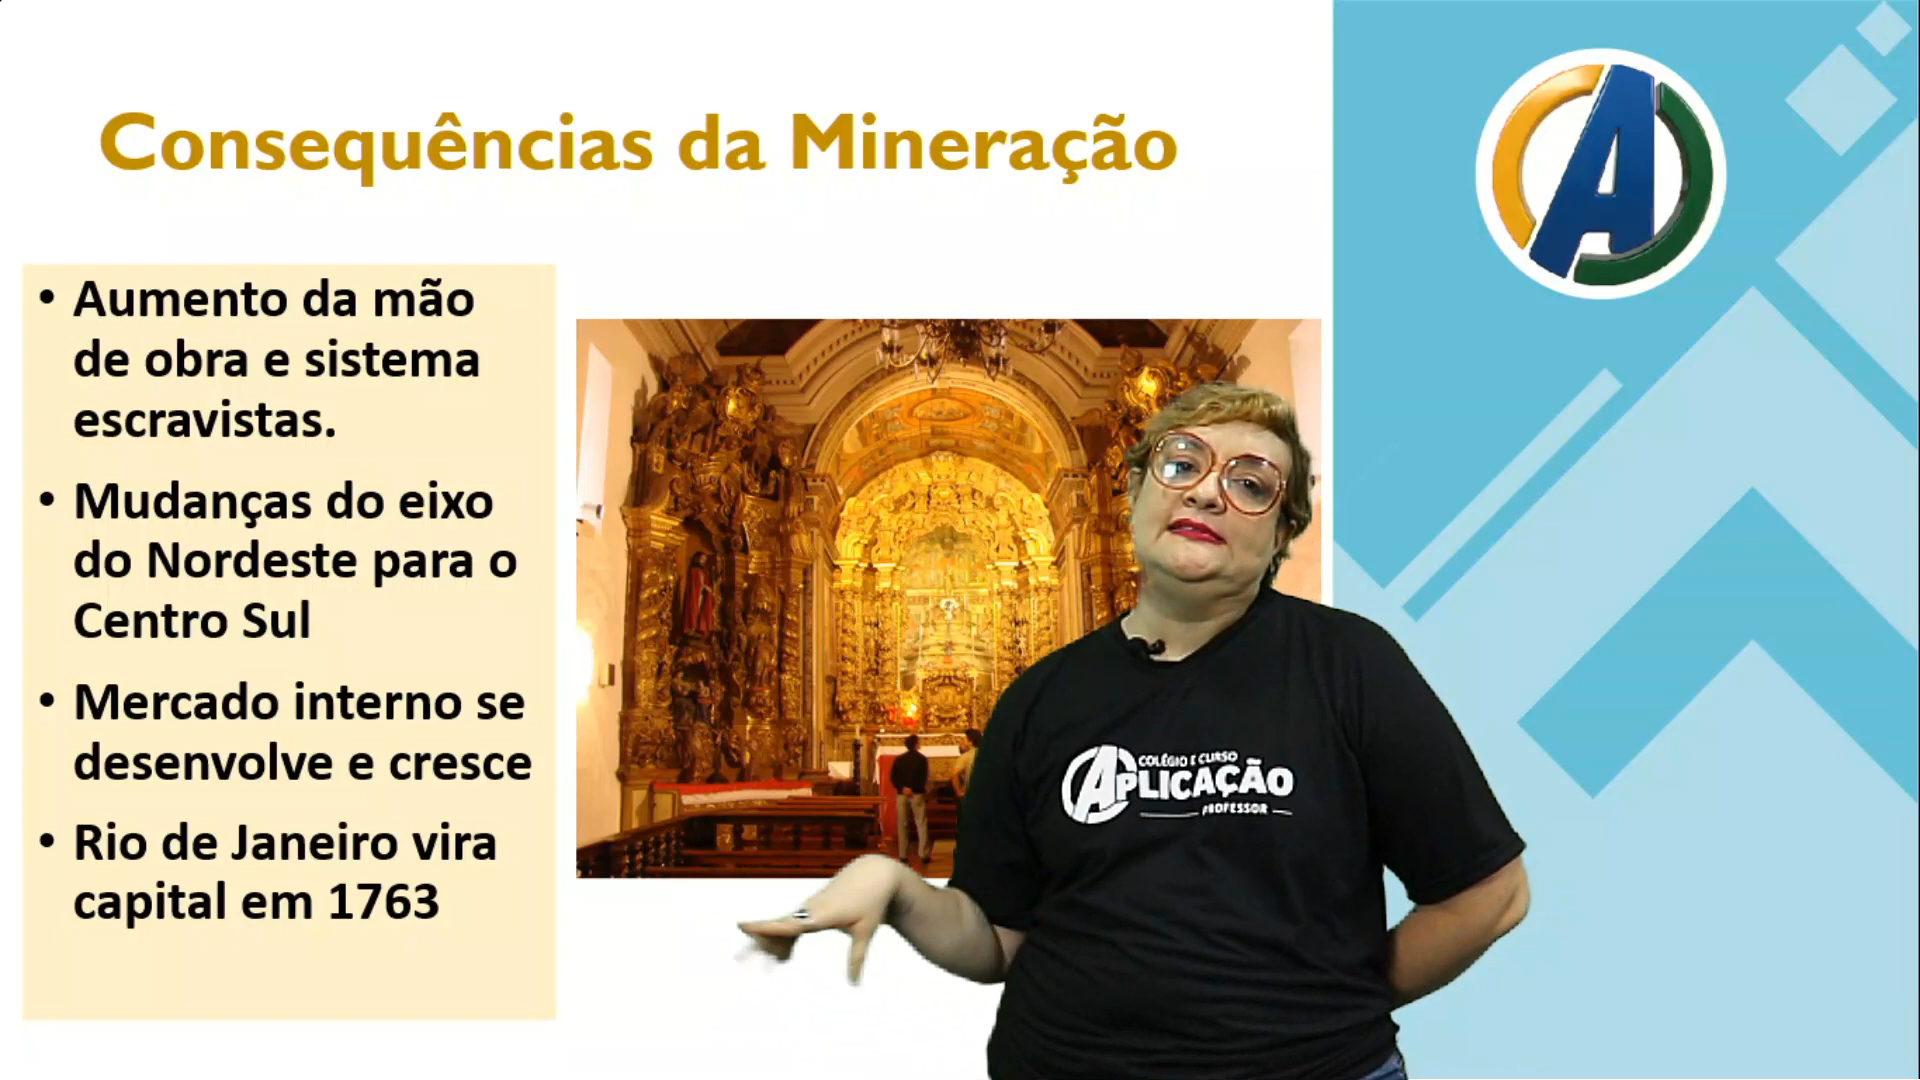 Consequências da Mineração
• Aumento da mão
de obra e sistema
escravistas.
• Mudanças do eixo
do Nordeste para o
Centro Sul
• Mercado interno se
desenvolve e cresce
• Rio de Janeiro vira
capital em 1763
A
COLÉGIO E CURSO
APLICAÇÃO
PROFESSOR